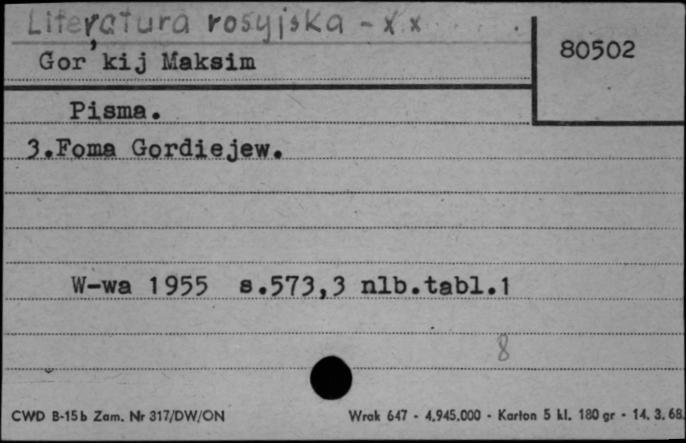 Literatura rosyjska - XX
80502
Gor'kij Maksim
Pisma.
3.Foma Gordiejew.
W-wa 1955 s.573,3 nlb.tabl.1
8
CWD B-15b Zam. Nr 317/DW/ON
Wrak 647 - 4.945.000 - Karton 5 kl. 180 gr - 14. 3. 68.